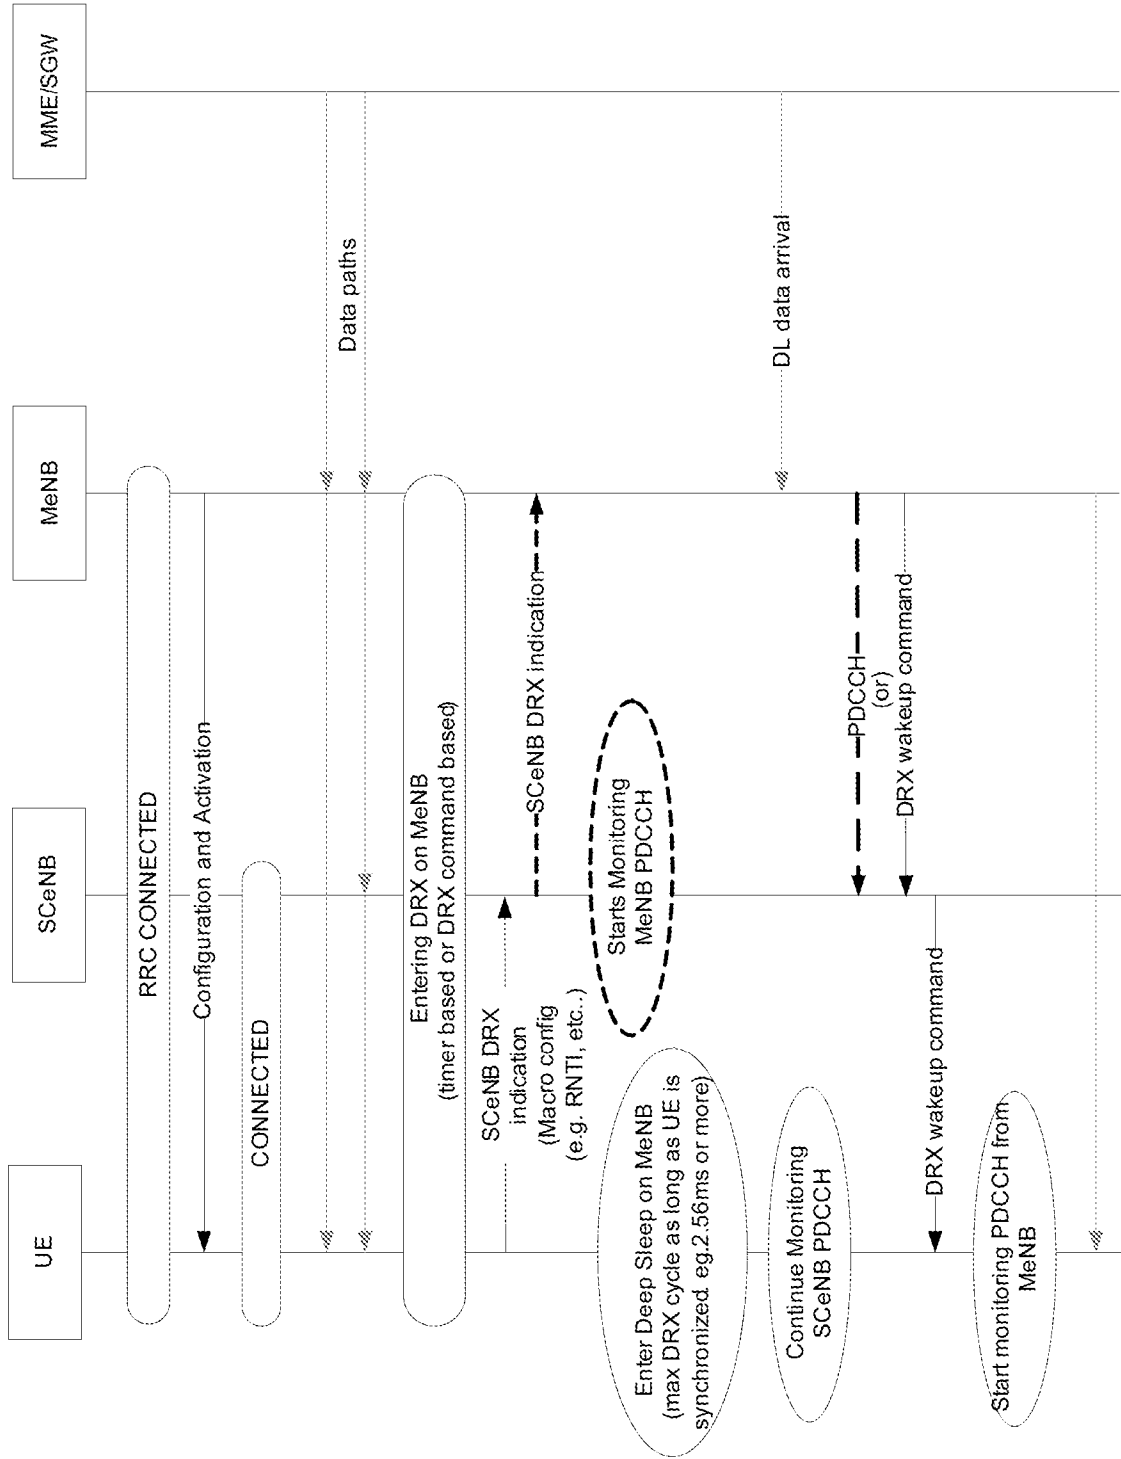 UE
SCeNB
MeNB
MME/SGW
RRC CONNECTED
Configuration and Activation
CONNECTED
Data paths
Entering DRX on MeNB
(timer based or DRX command based)
SCeNB DRX
indication
(Macro config
(e.g. RNTI, etc..)
SCeNB DRX indication
Starts Monitoring
MeNB PDCCH
Enter Deep Sleep on MeNB
(max DRX cycle as long as UE is
synchronized. eg.2.56ms or more)
Continue Monitoring
SCeNB PDCCH
DL data arrival
PDCCH
(or)
DRX wakeup command
DRX wakeup command
Start monitoring PDCCH from
MeNB